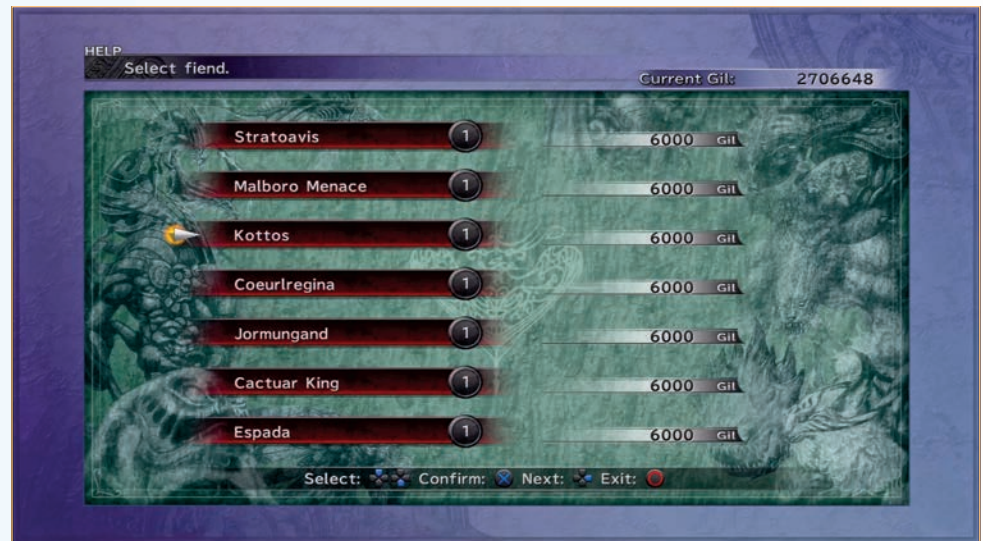 HELP
Select fiend.
Current Gil: 2706648
Stratoavis 1 6000 Gil
Malboro Menace 1 6000 Gil
Kottos 1 6000 Gil
Coeurlregina 1 6000 Gil
Jormungand 1 6000 Gil
Cactuar King 1 6000 Gil
Espada 1 6000 Gil
Select: Confirm: Next: Exit: